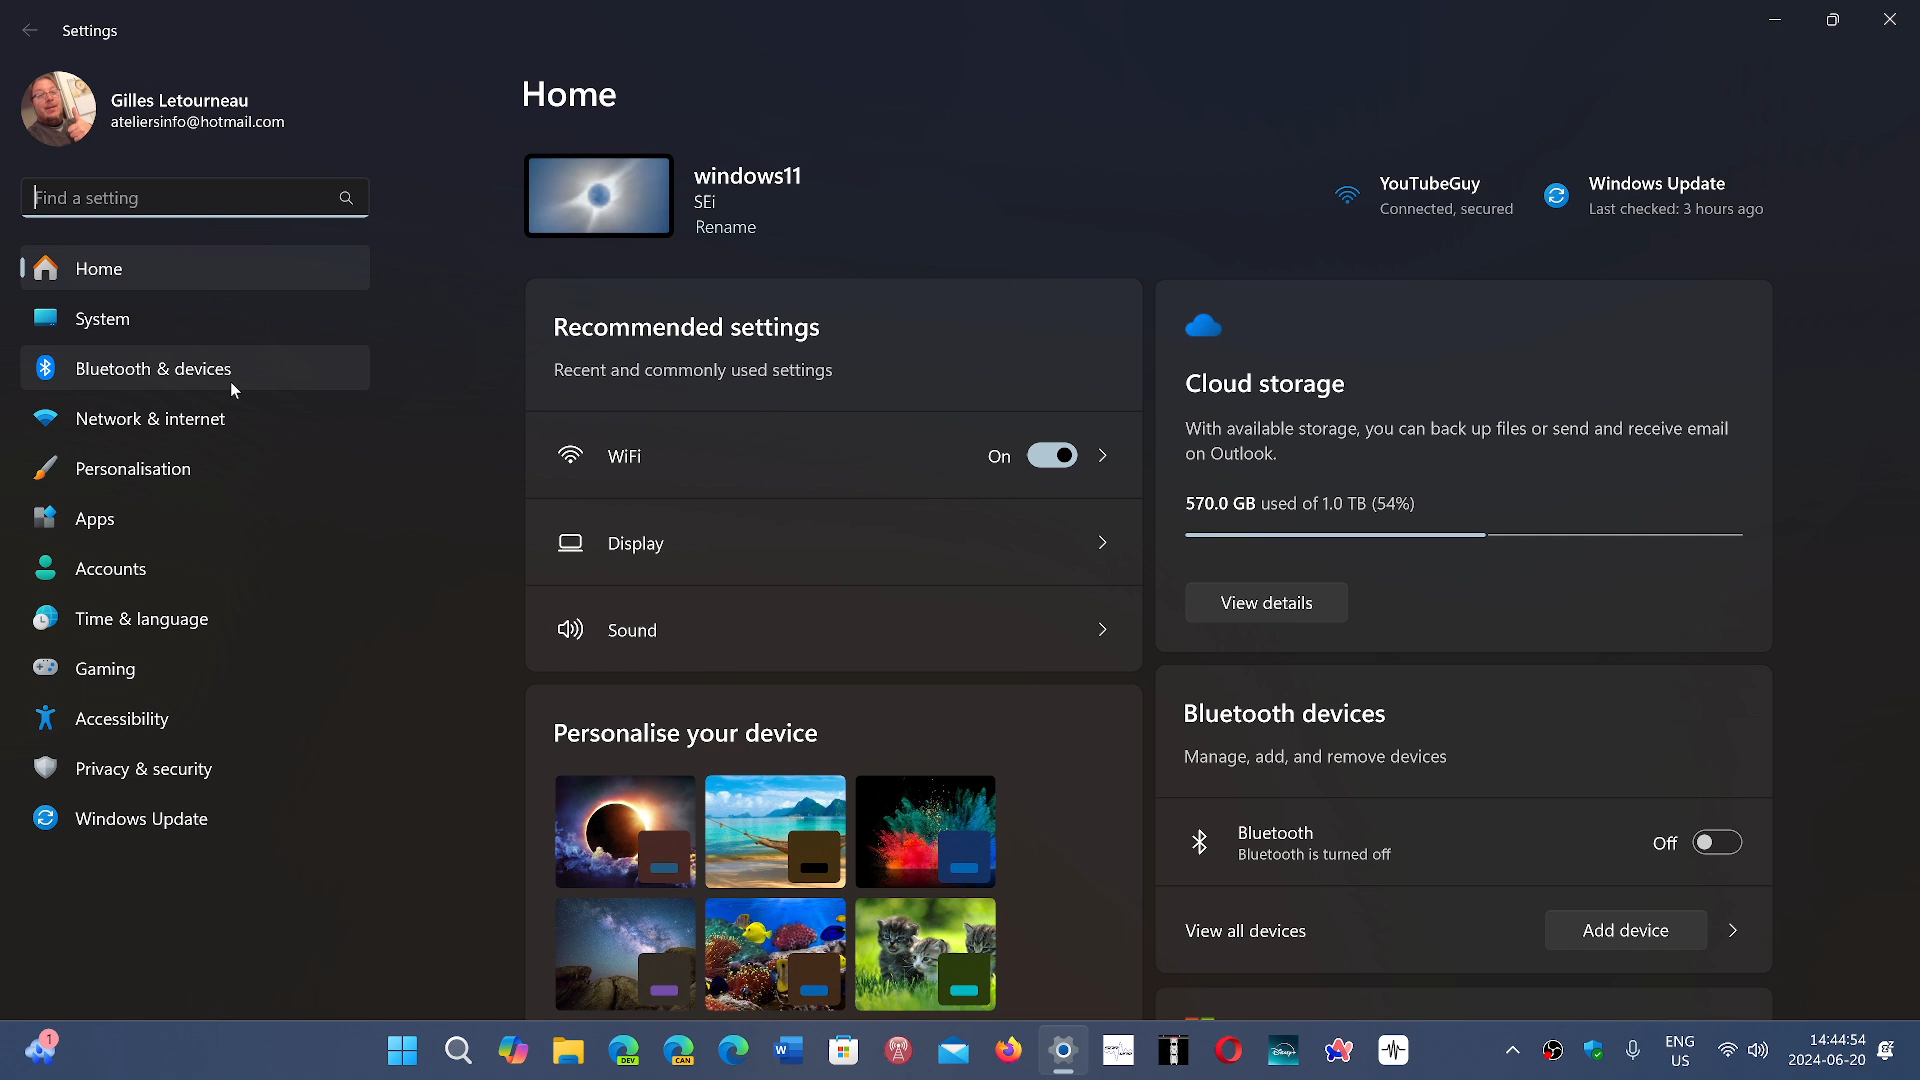 Settings
Gilles Letourneau
ateliersinfo@hotmail.com
Find a setting
Home
System
Bluetooth & devices
Network & internet
Personalisation
Apps
Accounts
Time & language
Gaming
Accessibility
Privacy & security
Windows Update
Home
windows11
SEi
Rename
YouTubeGuy
Connected, secured
Windows Update
Last checked: 3 hours ago
Recommended settings
Recent and commonly used settings
WiFi
On
Display
Sound
Personalise your device
Cloud storage
With available storage, you can back up files or send and receive email
on Outlook.
570.0 GB used of 1.0 TB (54%)
View details
Bluetooth devices
Manage, add, and remove devices
Bluetooth
Bluetooth is turned off
Off
View all devices
Add device
1
DEV
CAN
W
Disney+
ENG
US
14:44:54
2024-06-20